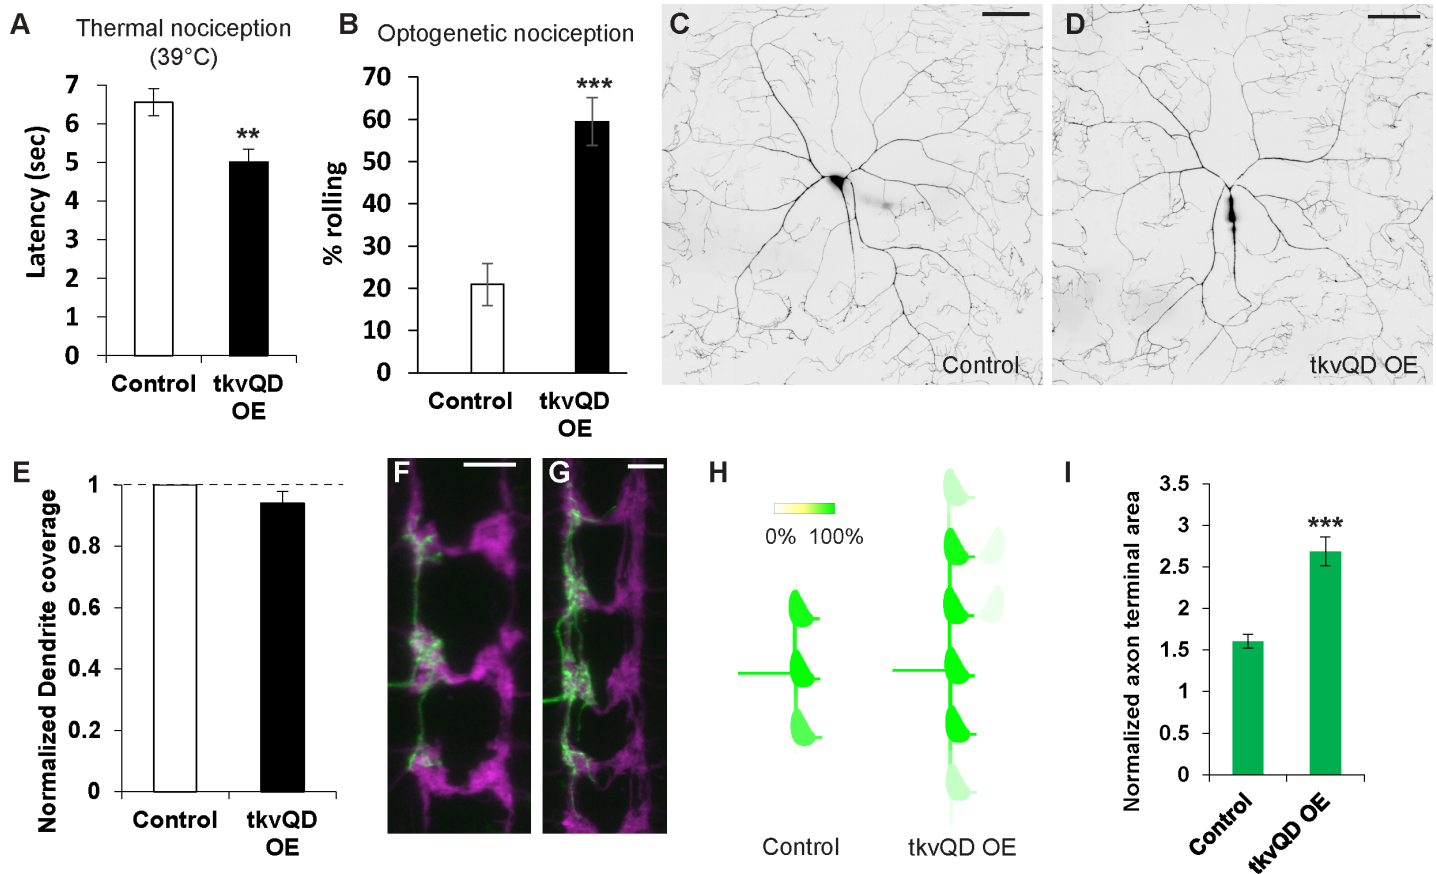 A
Thermal nociception
(39°C)
Latency (sec)
7
6
5
4
3
2
1
0
**
Control
tkvQD
OE
B
Optogenetic nociception
% rolling
70
60
50
40
30
20
10
0
***
Control
tkvQD
OE
C
Control
D
tkvQD OE
E
Normalized Dendrite coverage
1
0.8
0.6
0.4
0.2
0
Control
tkvQD
OE
F
G
H
0% 100%
Control
tkvQD OE
I
Normalized axon terminal area
3.5
3
2.5
2
1.5
1
0.5
0
***
Control
tkvQD OE